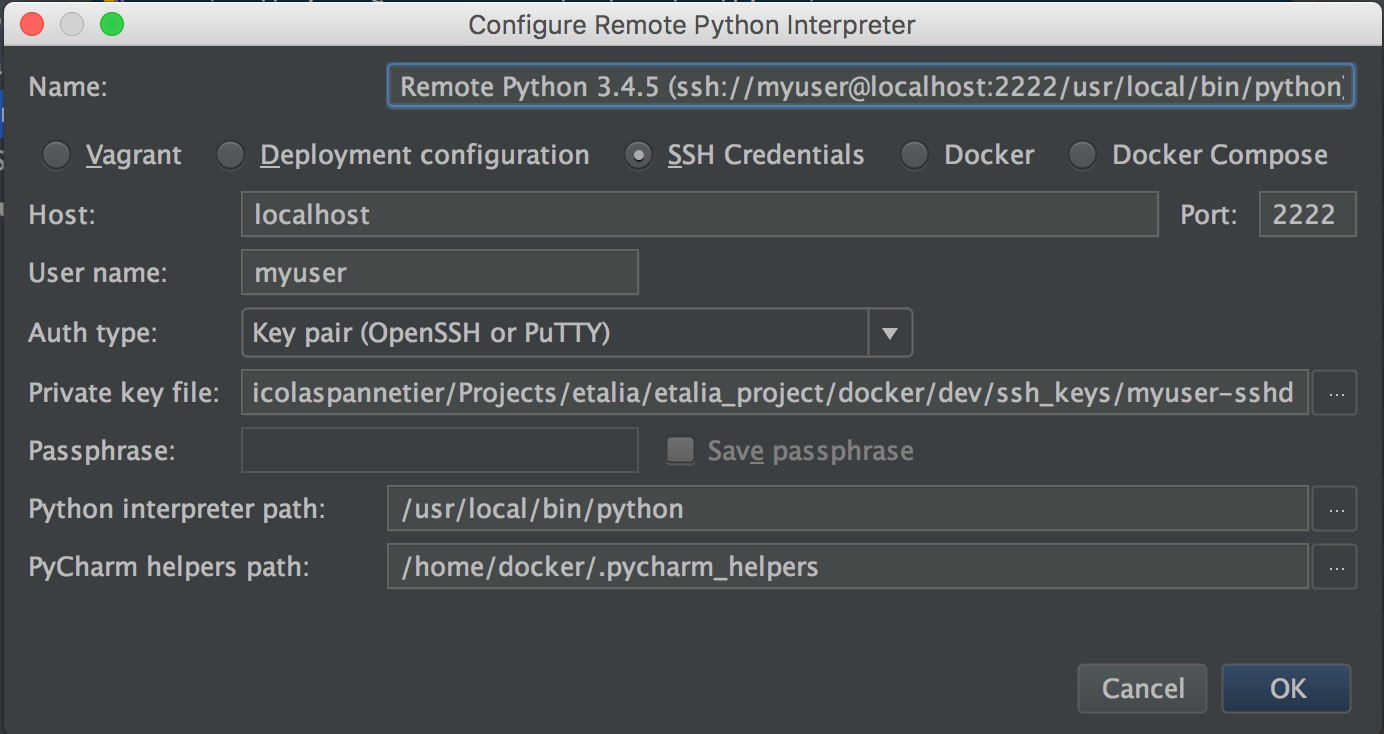 Configure Remote Python Interpreter
Name: Remote Python 3.4.5 (ssh://myuser@localhost:2222/usr/local/bin/python
Vagrant Deployment configuration SSH Credentials Docker Docker Compose
Host: localhost Port: 2222
User name: myuser
Auth type: Key pair (OpenSSH or PuTTY)
Private key file: icolaspannetier/Projects/etalia/etalia_project/docker/dev/ssh_keys/myuser-sshd ...
Passphrase: Save passphrase
Python interpreter path: /usr/local/bin/python ...
PyCharm helpers path: /home/docker/.pycharm_helpers ...
Cancel OK